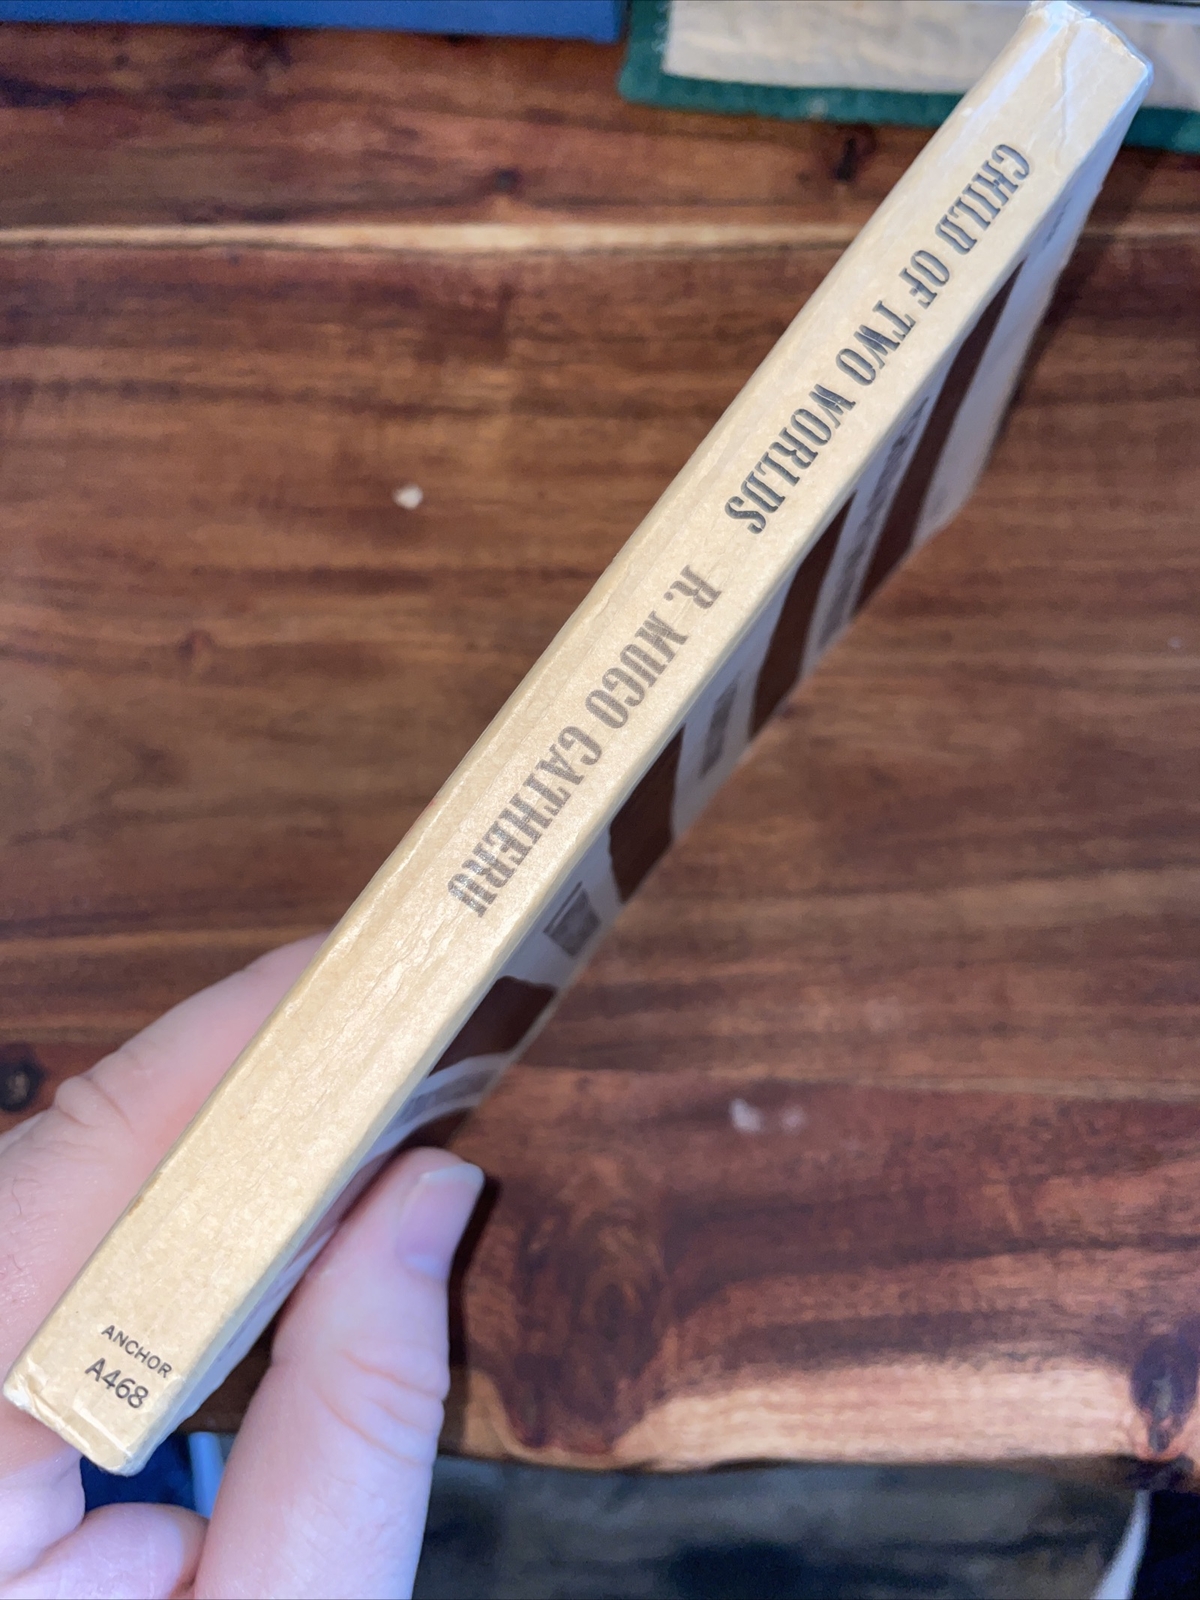 CHILD OF TWO WORLDS
R. MUGO GATHERU
ANCHOR
A468